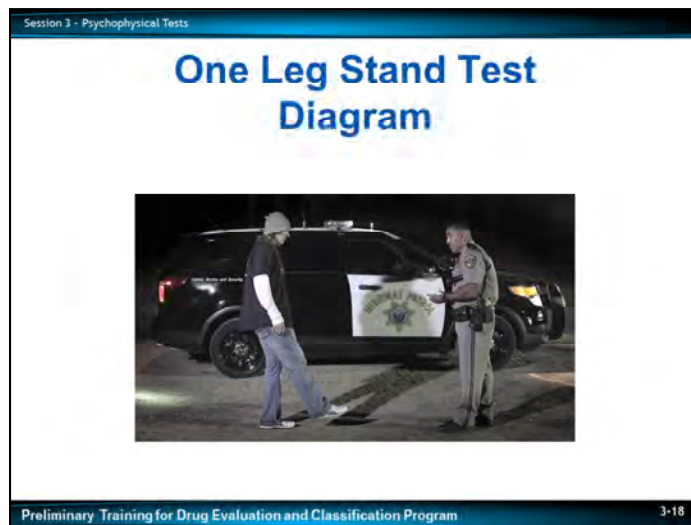 Session 3 - Psychophysical Tests
One Leg Stand Test
Diagram
HIGHWAY PATROL
Preliminary Training for Drug Evaluation and Classification Program
3-18